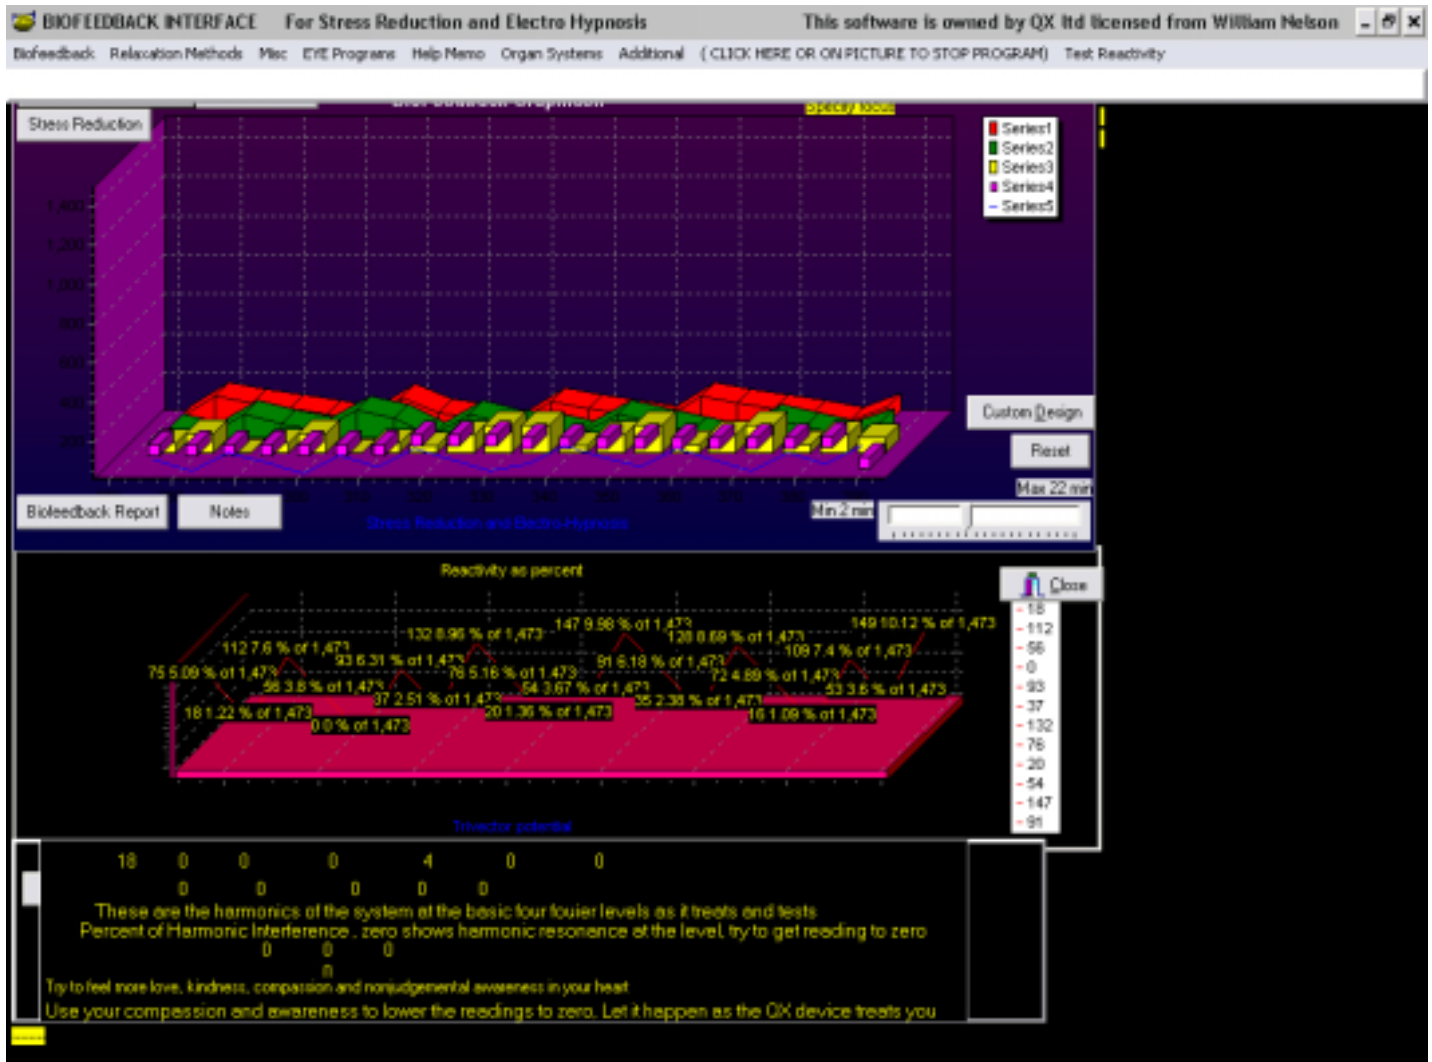 BIOFEEDBACK INTERFACE For Stress Reduction and Electro Hypnosis This software is owned by QX ltd licensed from William Nelson
Biofeedback Relaxation Methods Misc EYE Programs Help Memo Organ Systems Additional ( CLICK HERE OR ON PICTURE TO STOP PROGRAM) Test Reactivity
Specify focus
Stress Reduction
Series1
Series2
Series3
Series4
Series5
1,400
1,200
1,000
800
600
400
200
Custom Design
Reset
Max 22 min
Biofeedback Report Notes
Min 2 min
Stress Reduction and Electro-Hypnosis
Reactivity as percent
Close
147 9.98 % of 1,473
149 10.12 % of 1,473
132 8.96 % of 1,473
128 8.69 % of 1,473
112 7.6 % of 1,473
109 7.4 % of 1,473
93 6.31 % of 1,473
91 6.18 % of 1,473
75 5.09 % of 1,473
76 5.16 % of 1,473
72 4.89 % of 1,473
56 3.8 % of 1,473
54 3.67 % of 1,473
53 3.6 % of 1,473
37 2.51 % of 1,473
35 2.38 % of 1,473
18 1.22 % of 1,473
20 1.36 % of 1,473
16 1.09 % of 1,473
0 0 % of 1,473
18
112
56
0
93
37
132
76
20
54
147
91
Trivector potential
18 0 0 0 4 0 0
0 0 0 0 0
These are the harmonics of the system at the basic four fouier levels as it treats and tests
Percent of Harmonic Interference , zero shows harmonic resonance at the level, try to get reading to zero
0 0 0
Try to feel more love, kindness, compassion and nonjudgemental awareness in your heart
Use your compassion and awareness to lower the readings to zero. Let it happen as the QX device treats you